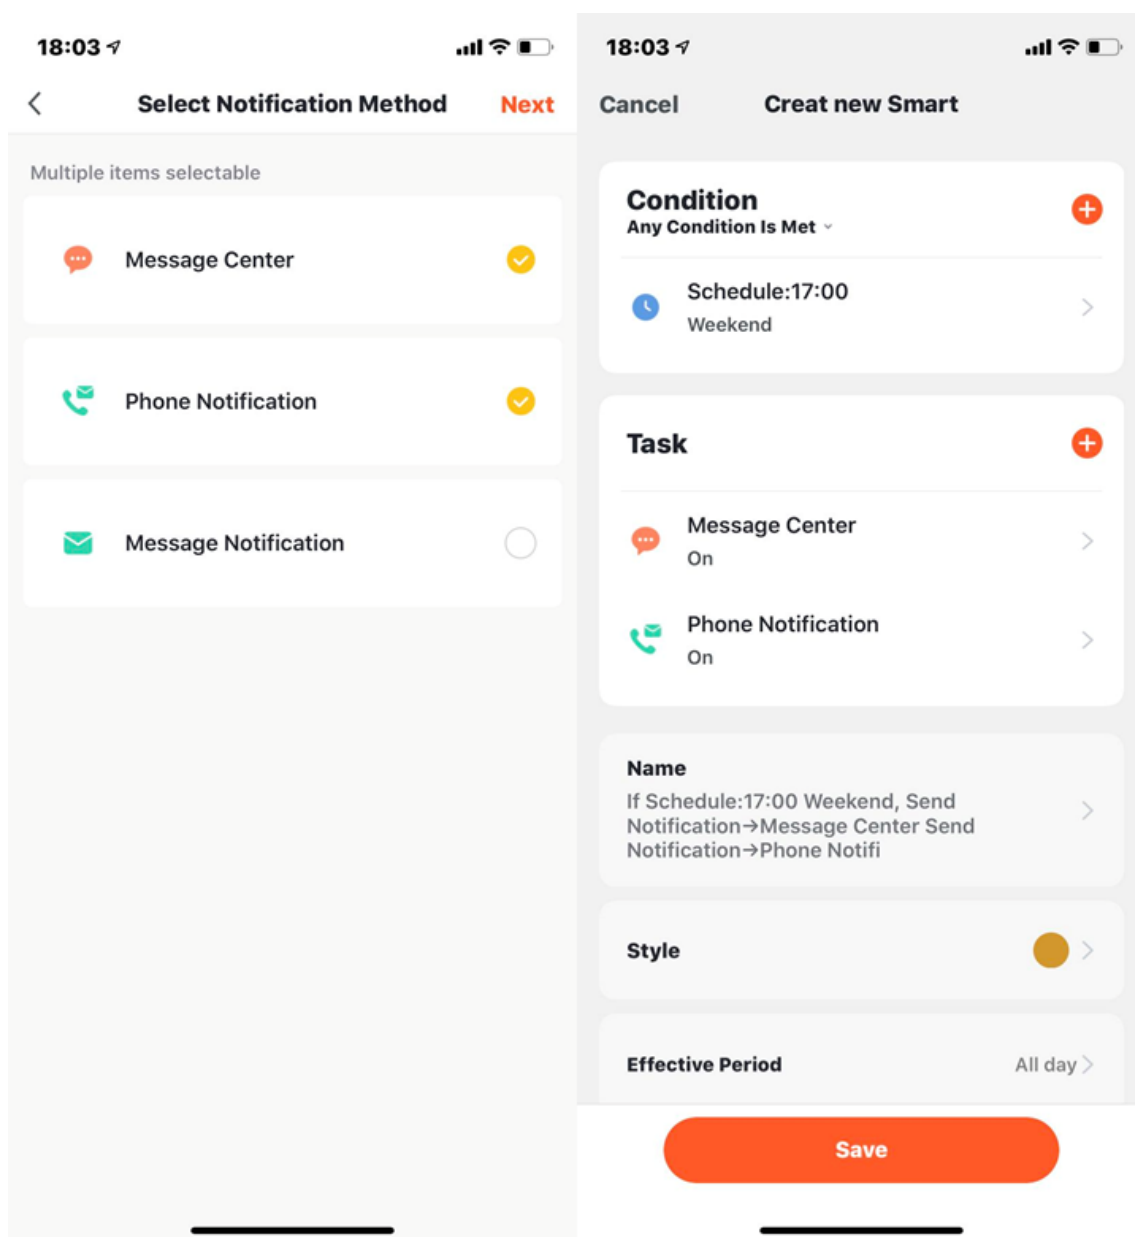 18:03
Select Notification Method
Next
Multiple items selectable
Message Center
Phone Notification
Message Notification
18:03
Cancel
Creat new Smart
Condition
Any Condition Is Met
Schedule:17:00
Weekend
Task
Message Center
On
Phone Notification
On
Name
If Schedule:17:00 Weekend, Send
Notification→Message Center Send
Notification→Phone Notifi
Style
Effective Period
All day
Save